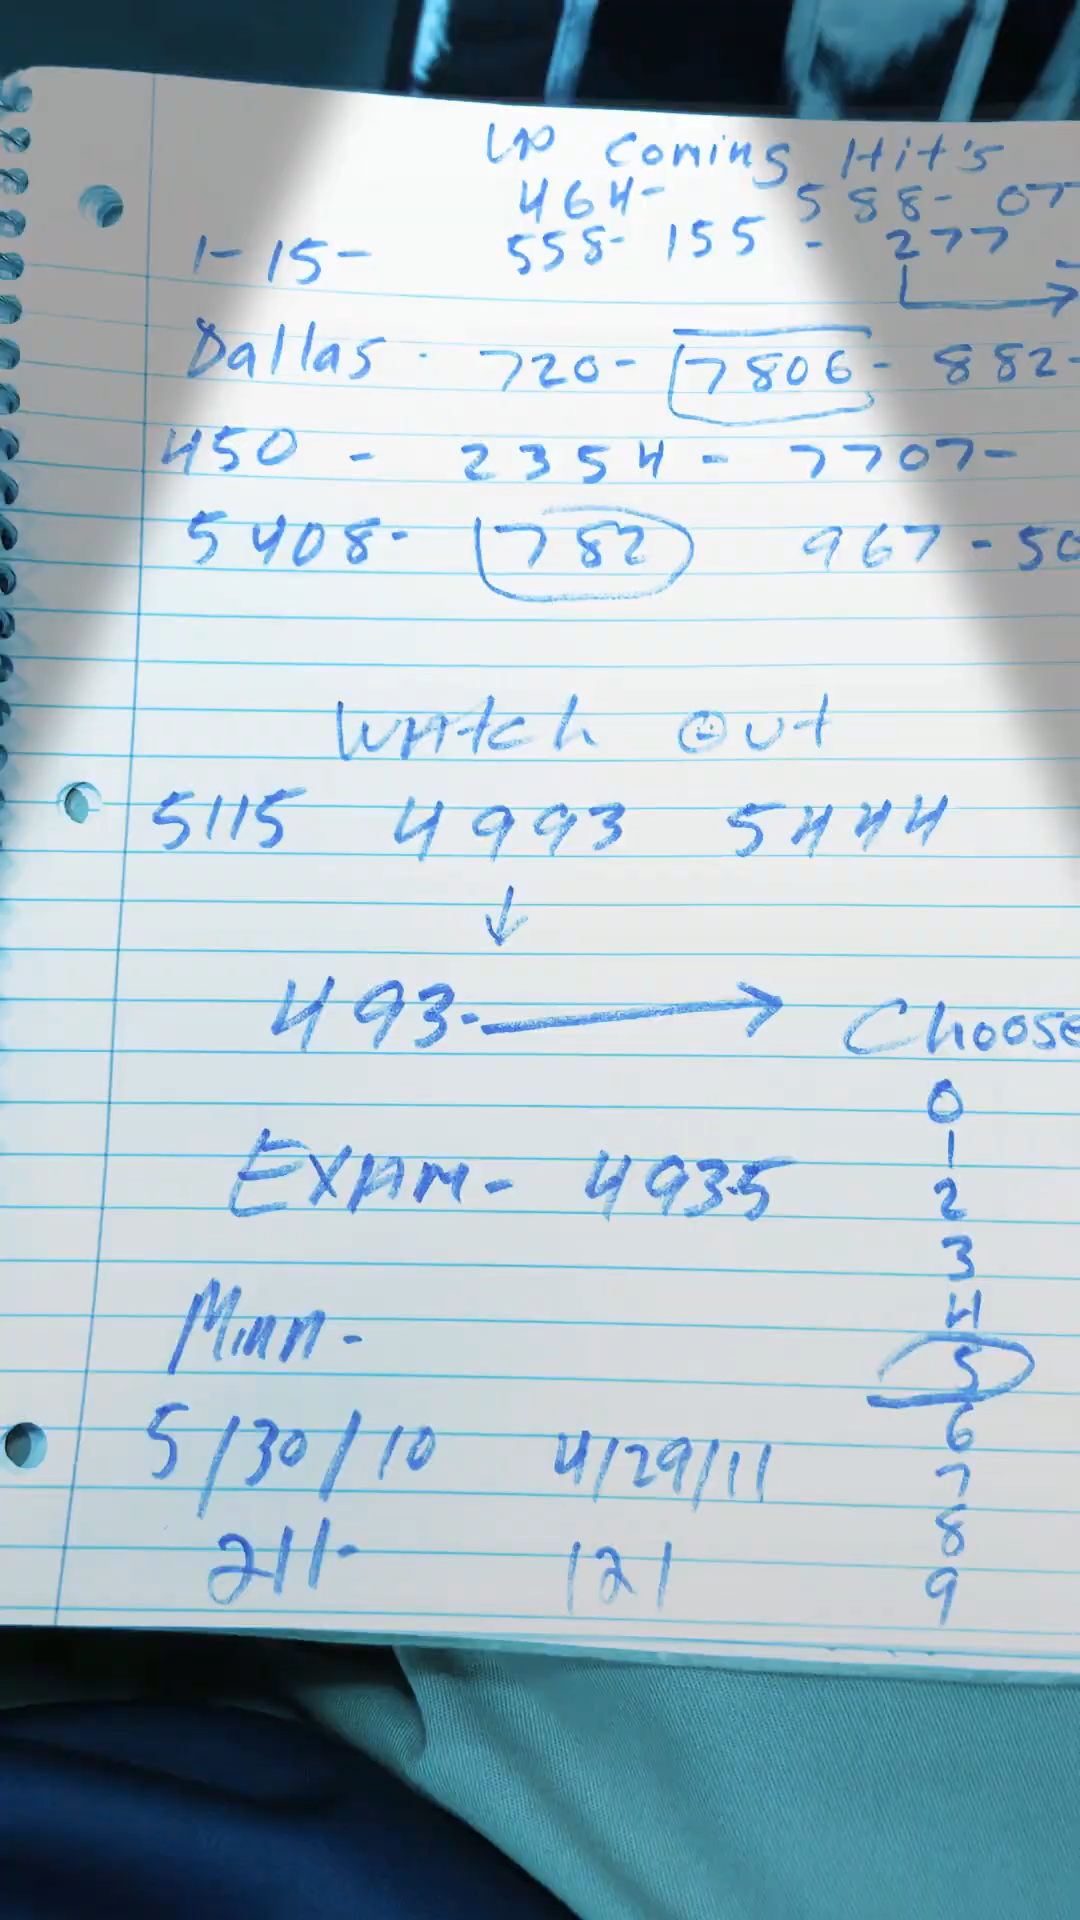 UP Coming Hit's
464- 588- 07
1-15- 558- 155 - 277
Dallas - 720- 7806- 882-
450 - 2354 - 7707-
5408- 782 967-50
WATCH OUT
5115 4993 5444
↓
493- → Choose
0
1
EXAM- 4935
2
3
4
Minn-
5
6
5/30/10 4/29/11
7
8
211- 121
9